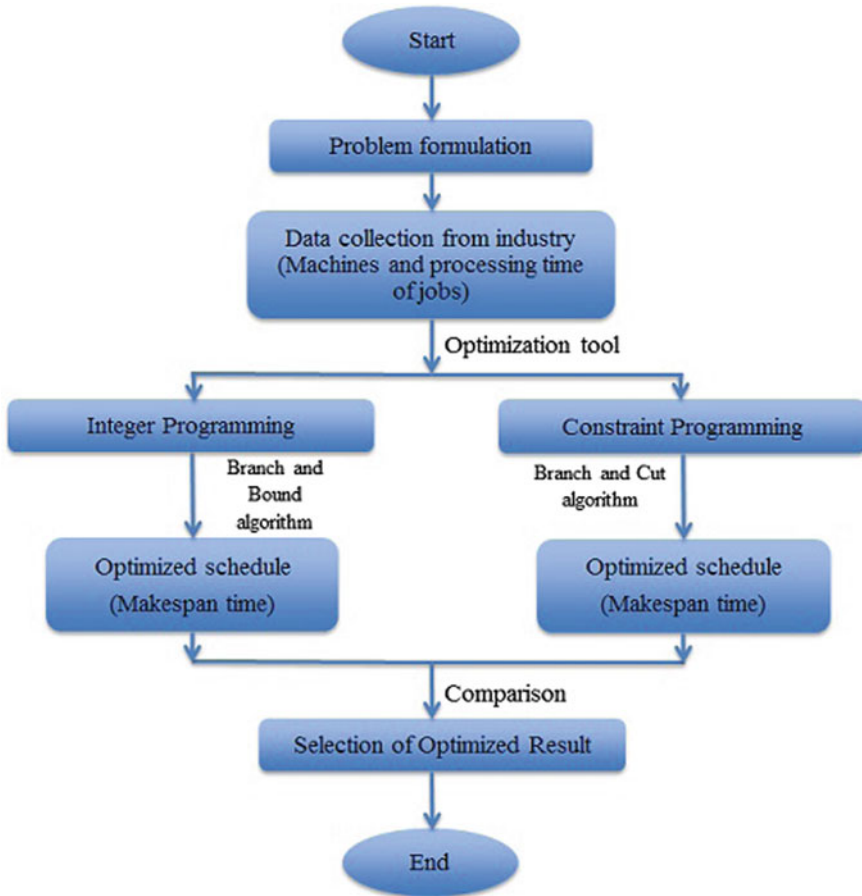 Start
Problem formulation
Data collection from industry
(Machines and processing time
of jobs)
Optimization tool
Integer Programming
Constraint Programming
Branch and
Bound
algorithm
Branch and Cut
algorithm
Optimized schedule
(Makespan time)
Optimized schedule
(Makespan time)
Comparison
Selection of Optimized Result
End